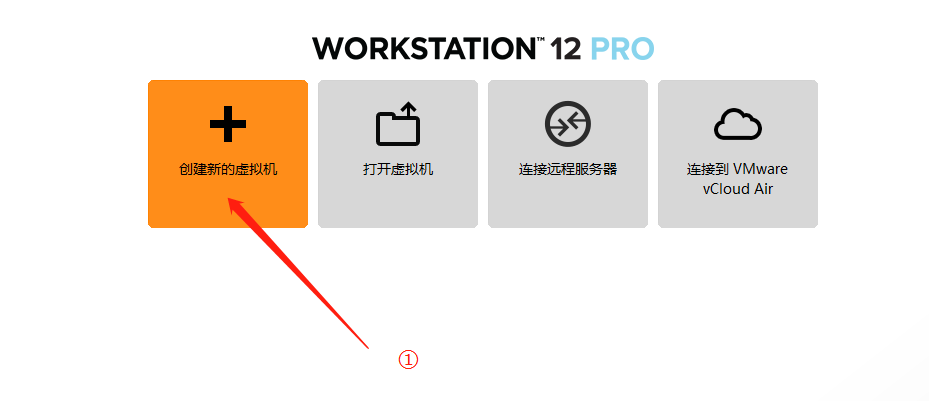 WORKSTATION™ 12 PRO
创建新的虚拟机
打开虚拟机
连接远程服务器
连接到 VMware
vCloud Air
①